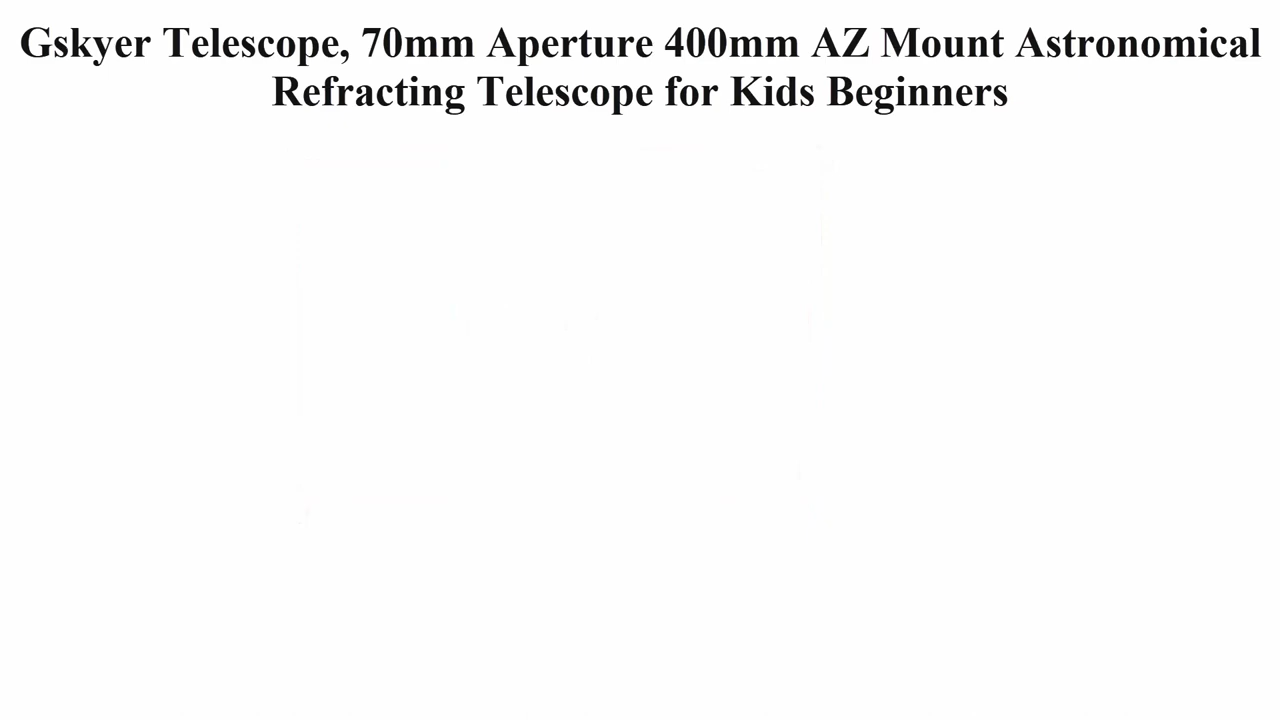 Gskyer Telescope, 70mm Aperture 400mm AZ Mount Astronomical
Refracting Telescope for Kids Beginners